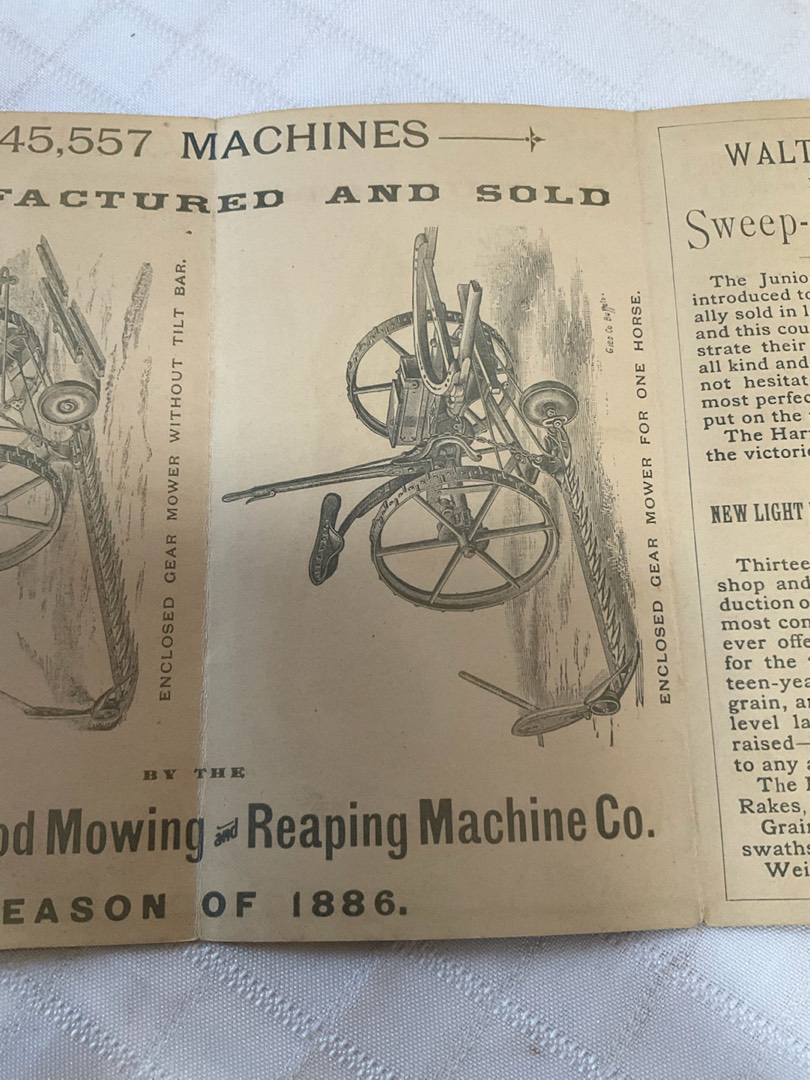 45,557 MACHINES
FACTURED AND SOLD
ENCLOSED GEAR MOWER WITHOUT TILT BAR.
ENCLOSED GEAR MOWER FOR ONE HORSE.
BY THE
od Mowing and Reaping Machine Co.
EASON OF 1886.
WALT
Sweep-
The Junio
introduced to
ally sold in l
and this cou
strate their
all kind and
not hesitat
most perfec
put on the
The Har
the victorie
NEW LIGHT
Thirtee
shop and
duction o
most con
ever offe
for the
teen-yea
grain, a
level la
raised—
to any a
The
Rakes,
Grai
swaths
Wei